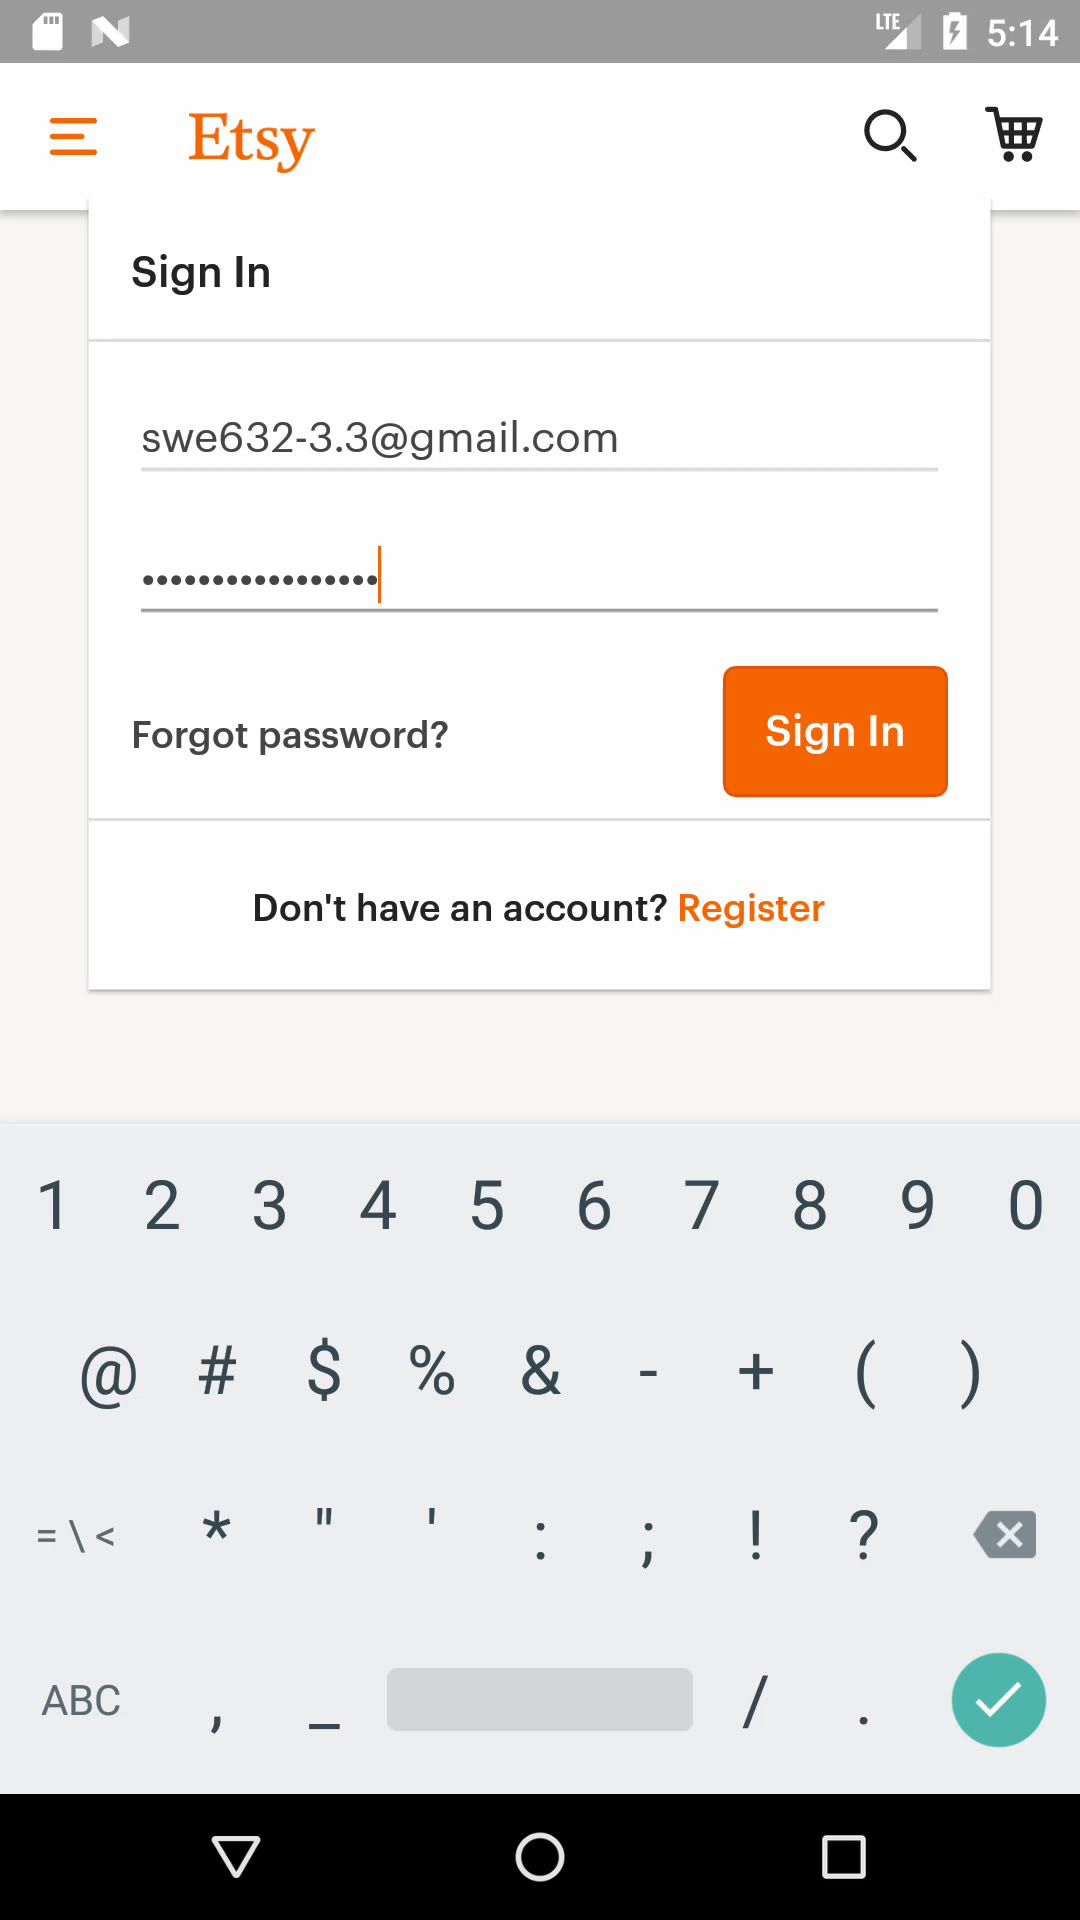 LTE 5:14
Etsy
Sign In
swe632-3.3@gmail.com
•••••••••••••••••
Forgot password? Sign In
Don't have an account? Register
1 2 3 4 5 6 7 8 9 0
@ # $ % & - + ( )
= \ < * " ' : ; ! ?
ABC , _ / .